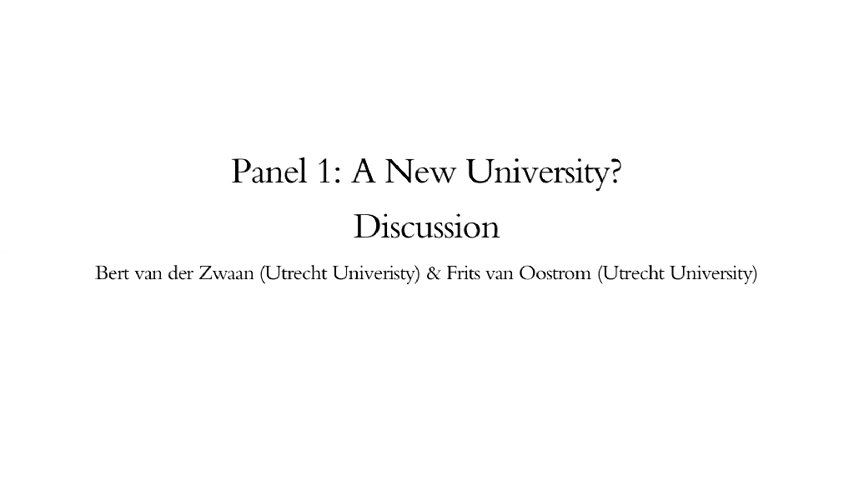 Panel 1: A New University?
Discussion
Bert van der Zwaan (Utrecht Univeristy) & Frits van Oostrom (Utrecht University)